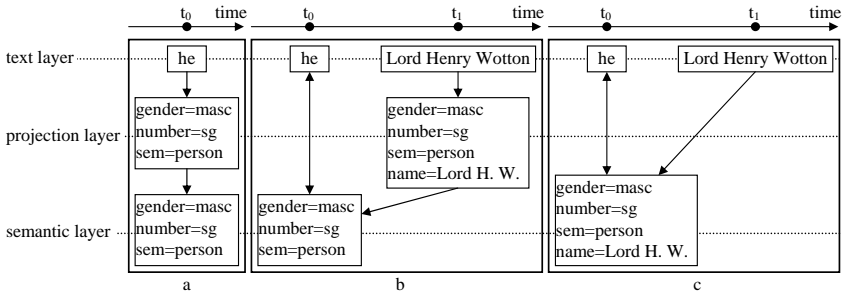 t0 time t0 t1 time t0 t1 time
text layer he he Lord Henry Wotton he Lord Henry Wotton
projection layer
semantic layer
gender=masc
number=sg
sem=person
gender=masc
number=sg
sem=person
a
gender=masc
number=sg
sem=person
name=Lord H. W.
gender=masc
number=sg
sem=person
b
gender=masc
number=sg
sem=person
name=Lord H. W.
c